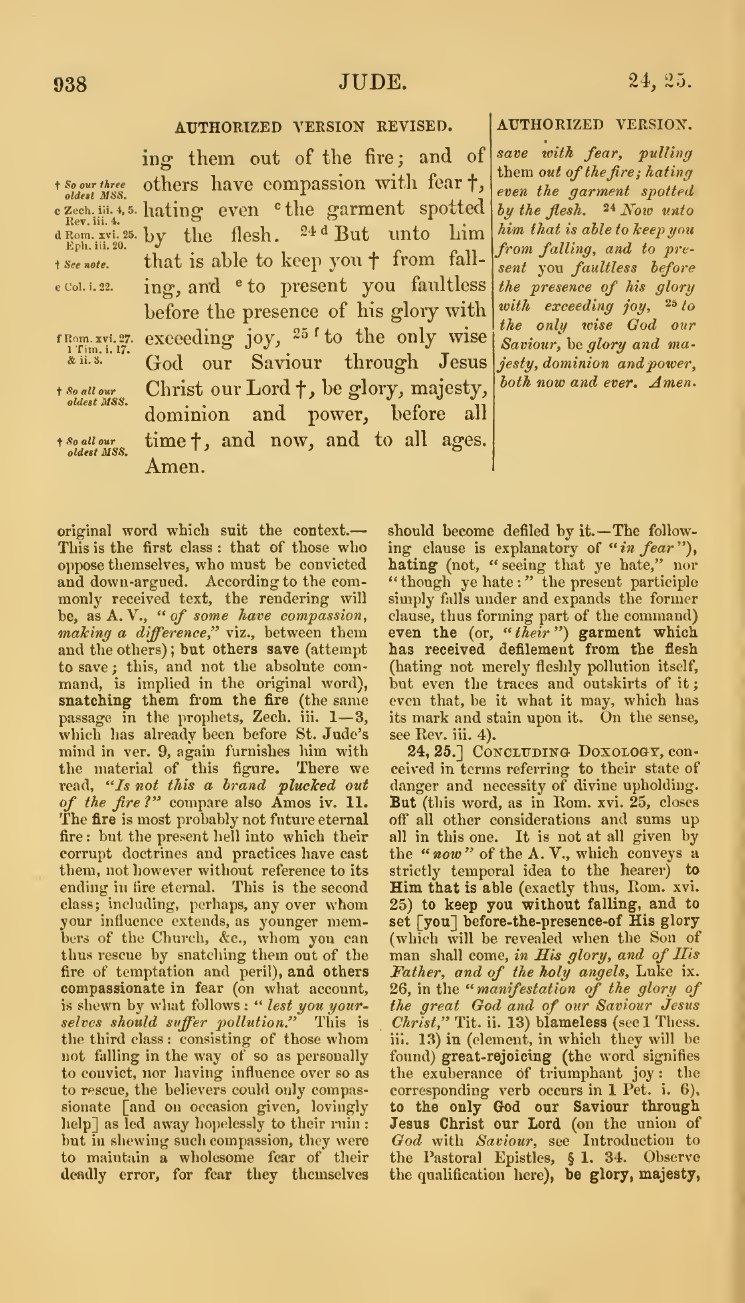 938
JUDE.
24, 25.
AUTHORIZED VERSION REVISED.
ing them out of the fire; and of
others have compassion with fear †,
hating even c the garment spotted
by the flesh. 24 d But unto him
that is able to keep you † from fall-
ing, and e to present you faultless
before the presence of his glory with
exceeding joy, 25 f to the only wise
God our Saviour through Jesus
Christ our Lord †, be glory, majesty,
dominion and power, before all
time †, and now, and to all ages.
Amen.
† So our three
oldest MSS.
c Zech. iii. 4, 5.
Rev. iii. 4.
d Rom. xvi. 25.
Eph. iii. 20.
† See note.
e Col. i. 22.
f Rom. xvi. 27.
1 Tim. i. 17.
& ii. 3.
† So all our
oldest MSS.
† So all our
oldest MSS.
AUTHORIZED VERSION.
save with fear, pulling
them out of the fire; hating
even the garment spotted
by the flesh. 24 Now unto
him that is able to keep you
from falling, and to pre-
sent you faultless before
the presence of his glory
with exceeding joy, 25 to
the only wise God our
Saviour, be glory and ma-
jesty, dominion and power,
both now and ever. Amen.
original word which suit the context.—
This is the first class : that of those who
oppose themselves, who must be convicted
and down-argued. According to the com-
monly received text, the rendering will
be, as A. V., “ of some have compassion,
making a difference,” viz., between them
and the others) ; but others save (attempt
to save ; this, and not the absolute com-
mand, is implied in the original word),
snatching them from the fire (the same
passage in the prophets, Zech. iii. 1—3,
which has already been before St. Jude’s
mind in ver. 9, again furnishes him with
the material of this figure. There we
read, “Is not this a brand plucked out
of the fire ?” compare also Amos iv. 11.
The fire is most probably not future eternal
fire : but the present hell into which their
corrupt doctrines and practices have cast
them, not however without reference to its
ending in fire eternal. This is the second
class; including, perhaps, any over whom
your influence extends, as younger mem-
bers of the Church, &c., whom you can
thus rescue by snatching them out of the
fire of temptation and peril), and others
compassionate in fear (on what account,
is shewn by what follows : “ lest you your-
selves should suffer pollution.” This is
the third class : consisting of those whom
not falling in the way of so as personally
to convict, nor having influence over so as
to rescue, the believers could only compas-
sionate [and on occasion given, lovingly
help] as led away hopelessly to their ruin :
but in shewing such compassion, they were
to maintain a wholesome fear of their
deadly error, for fear they themselves
should become defiled by it.—The follow-
ing clause is explanatory of “in fear”),
hating (not, “ seeing that ye hate,” nor
“though ye hate :” the present participle
simply falls under and expands the former
clause, thus forming part of the command)
even the (or, “their”) garment which
has received defilement from the flesh
(hating not merely fleshly pollution itself,
but even the traces and outskirts of it ;
even that, be it what it may, which has
its mark and stain upon it. On the sense,
see Rev. iii. 4).
24, 25.] CONCLUDING DOXOLOGY, con-
ceived in terms referring to their state of
danger and necessity of divine upholding.
But (this word, as in Rom. xvi. 25, closes
off all other considerations and sums up
all in this one. It is not at all given by
the “now” of the A. V., which conveys a
strictly temporal idea to the hearer) to
Him that is able (exactly thus, Rom. xvi.
25) to keep you without falling, and to
set [you] before-the-presence-of His glory
(which will be revealed when the Son of
man shall come, in His glory, and of His
Father, and of the holy angels, Luke ix.
26, in the “manifestation of the glory of
the great God and of our Saviour Jesus
Christ,” Tit. ii. 13) blameless (see 1 Thess.
iii. 13) in (element, in which they will be
found) great-rejoicing (the word signifies
the exuberance of triumphant joy : the
corresponding verb occurs in 1 Pet. i. 6),
to the only God our Saviour through
Jesus Christ our Lord (on the union of
God with Saviour, see Introduction to
the Pastoral Epistles, § 1. 34. Observe
the qualification here), be glory, majesty,